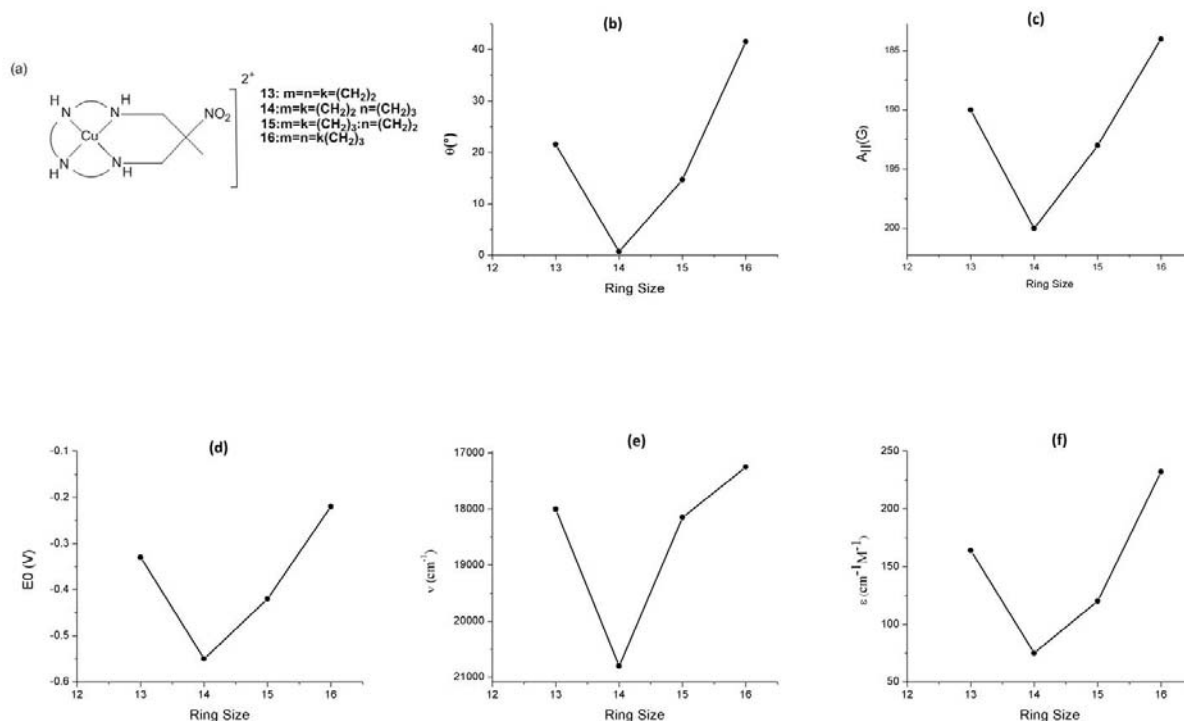 (a)
2+
H
H
N
N
NO₂
Cu
N
N
H
H
13: m=n=k=(CH₂)₂
14:m=k=(CH₂)₂ n=(CH₂)₃
15:m=k=(CH₂)₃:n=(CH₂)₂
16:m=n=k(CH₂)₃
(b)
θ(°)
40
30
20
10
0
12 13 14 15 16
Ring Size
(c)
A||(G)
185
190
195
200
12 13 14 15 16
Ring Size
(d)
E0 (V)
-0.1
-0.2
-0.3
-0.4
-0.5
-0.6
12 13 14 15 16
Ring Size
(e)
ν (cm⁻¹)
17000
18000
19000
20000
21000
12 13 14 15 16
Ring Size
(f)
ε (cm⁻¹M⁻¹)
250
200
150
100
50
12 13 14 15 16
Ring Size